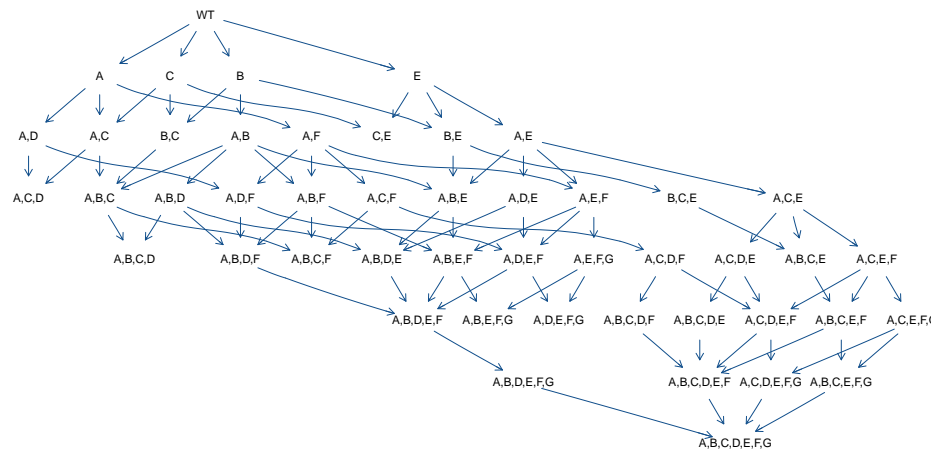 WT
A C B E
A,D A,C B,C A,B A,F C,E B,E A,E
A,C,D A,B,C A,B,D A,D,F A,B,F A,C,F A,B,E A,D,E A,E,F B,C,E A,C,E
A,B,C,D A,B,D,F A,B,C,F A,B,D,E A,B,E,F A,D,E,F A,E,F,G A,C,D,F A,C,D,E A,B,C,E A,C,E,F
A,B,D,E,F A,B,E,F,G A,D,E,F,G A,B,C,D,F A,B,C,D,E A,C,D,E,F A,B,C,E,F A,C,E,F,
A,B,D,E,F,G A,B,C,D,E,F A,C,D,E,F,G A,B,C,E,F,G
A,B,C,D,E,F,G